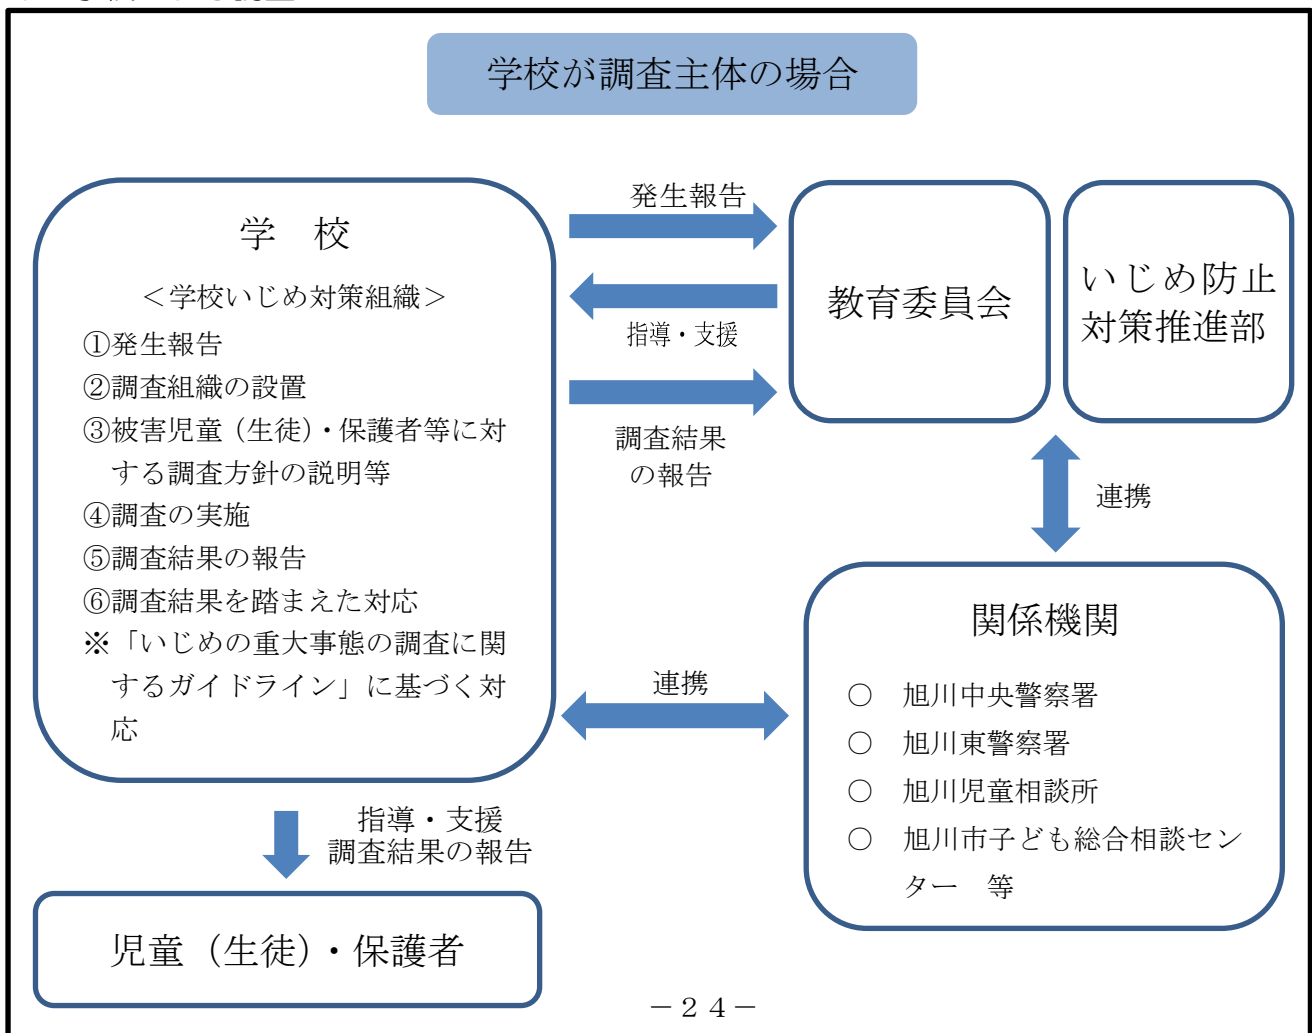 学校が調査主体の場合
学　校
＜学校いじめ対策組織＞
①発生報告
②調査組織の設置
③被害児童（生徒）・保護者等に対
する調査方針の説明等
④調査の実施
⑤調査結果の報告
⑥調査結果を踏まえた対応
※「いじめの重大事態の調査に関
するガイドライン」に基づく対
応
発生報告
指導・支援
調査結果
の報告
教育委員会
いじめ防止
対策推進部
連携
連携
関係機関
○　旭川中央警察署
○　旭川東警察署
○　旭川児童相談所
○　旭川市子ども総合相談セン
ター　等
指導・支援
調査結果の報告
児童（生徒）・保護者
－２４－